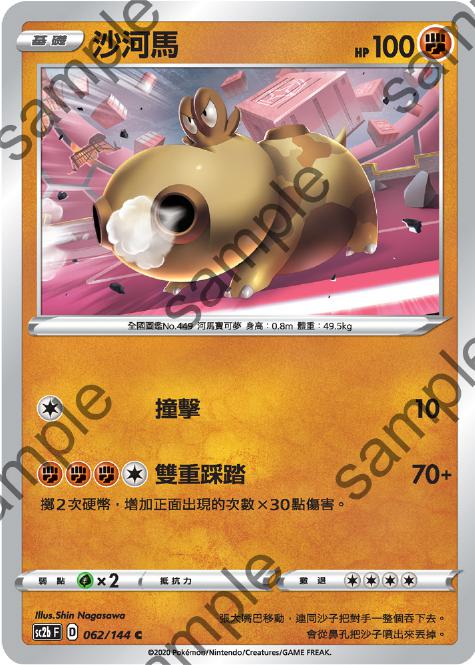 基礎 沙河馬 HP 100
全國圖鑑No.449 河馬寶可夢 身高：0.8m 體重：49.5kg
撞擊 10
雙重踩踏 70+
擲2次硬幣，增加正面出現的次數×30點傷害。
弱點 ×2 抵抗力 撤退
Illus.Shin Nagasawa
張大嘴巴移動，連同沙子把對手一整個吞下去。
會從鼻孔把沙子噴出來丟掉。
sc2b F D 062/144 C
©2020 Pokémon/Nintendo/Creatures/GAME FREAK.
sample
sample
sample
sample
sample
sample
sample
sample